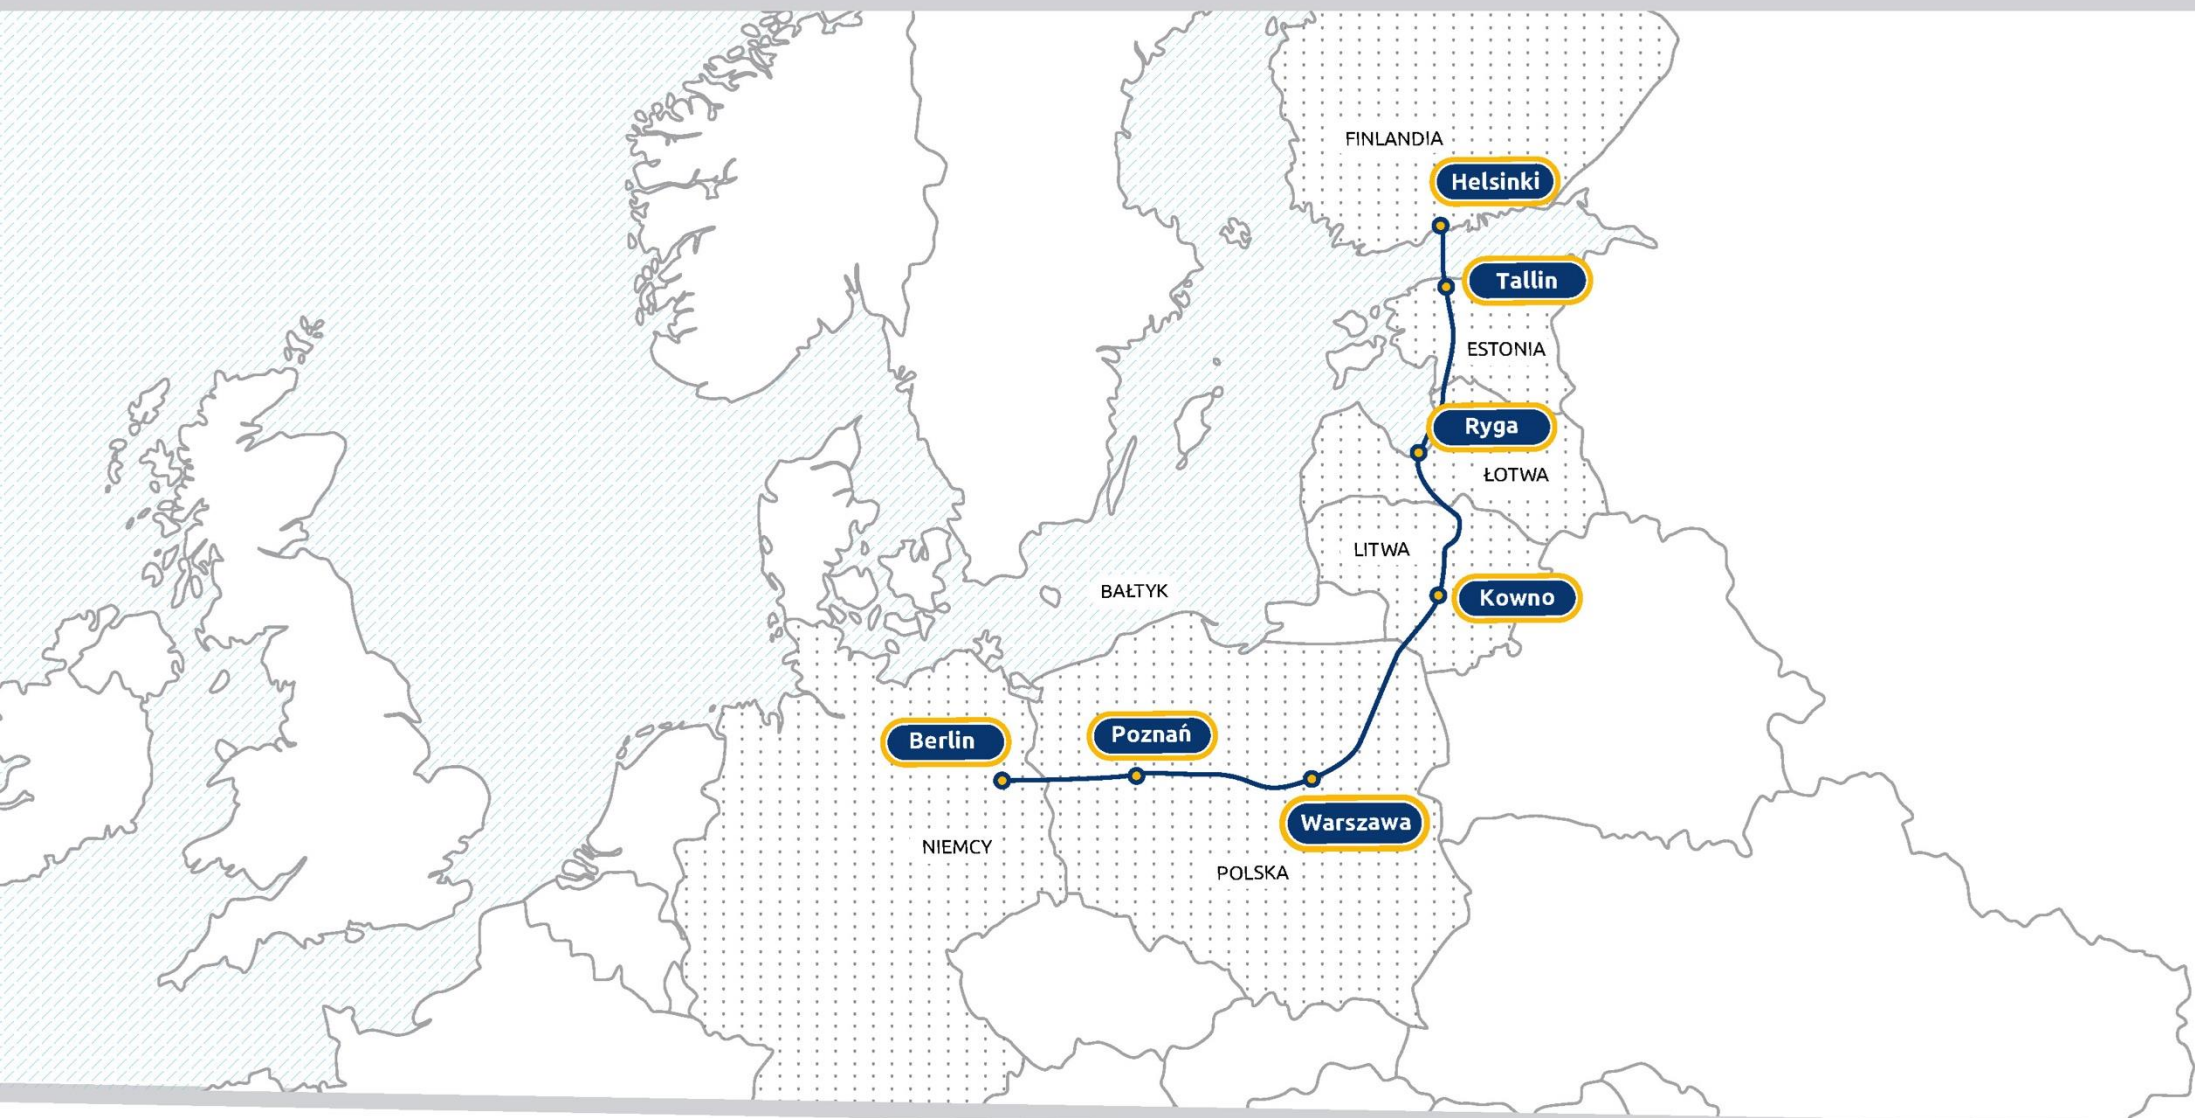 FINLANDIA
Helsinki
Tallin
ESTONIA
Ryga
ŁOTWA
LITWA
BAŁTYK
Kowno
Berlin
Poznań
Warszawa
NIEMCY
POLSKA